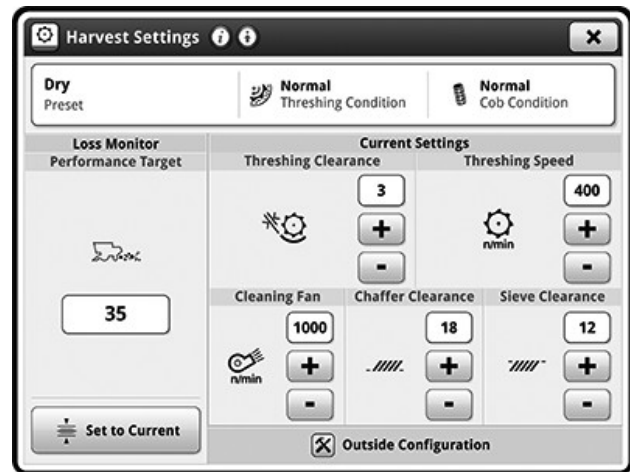 Harvest Settings
Dry
Preset
Normal
Threshing Condition
Normal
Cob Condition
Loss Monitor
Performance Target
35
Set to Current
Current Settings
Threshing Clearance
3
+
-
Threshing Speed
400
n/min
+
-
Cleaning Fan
1000
n/min
+
-
Chaffer Clearance
18
+
-
Sieve Clearance
12
+
-
Outside Configuration